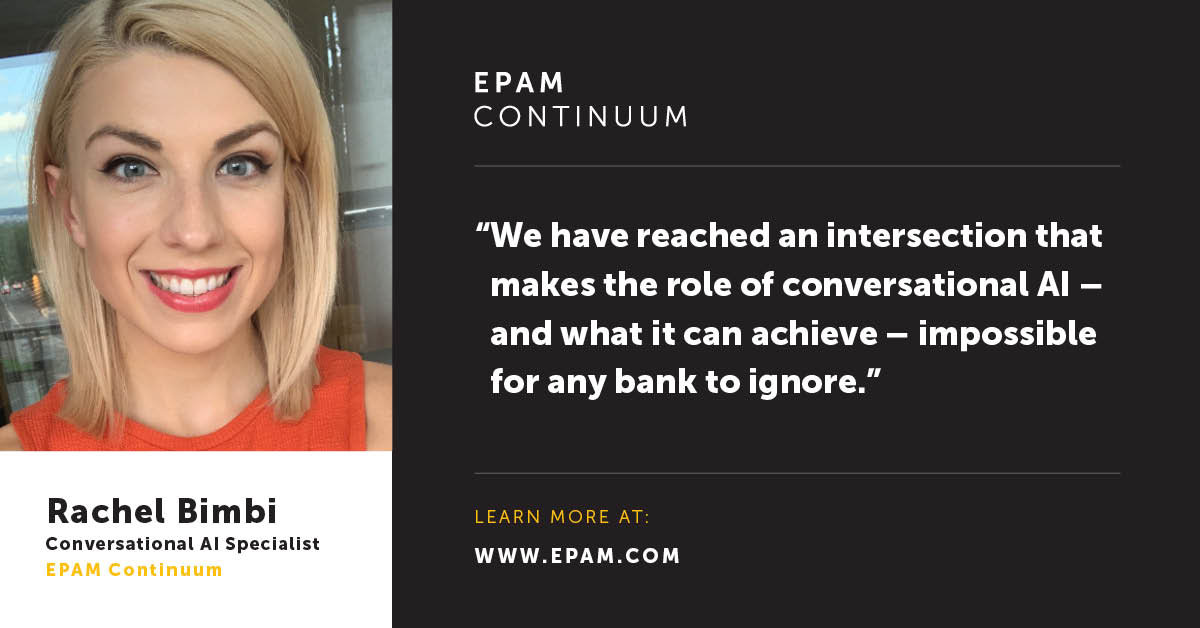 EPAM
CONTINUUM
“We have reached an intersection that
makes the role of conversational AI –
and what it can achieve – impossible
for any bank to ignore.”
Rachel Bimbi
Conversational AI Specialist
EPAM Continuum
LEARN MORE AT:
WWW.EPAM.COM